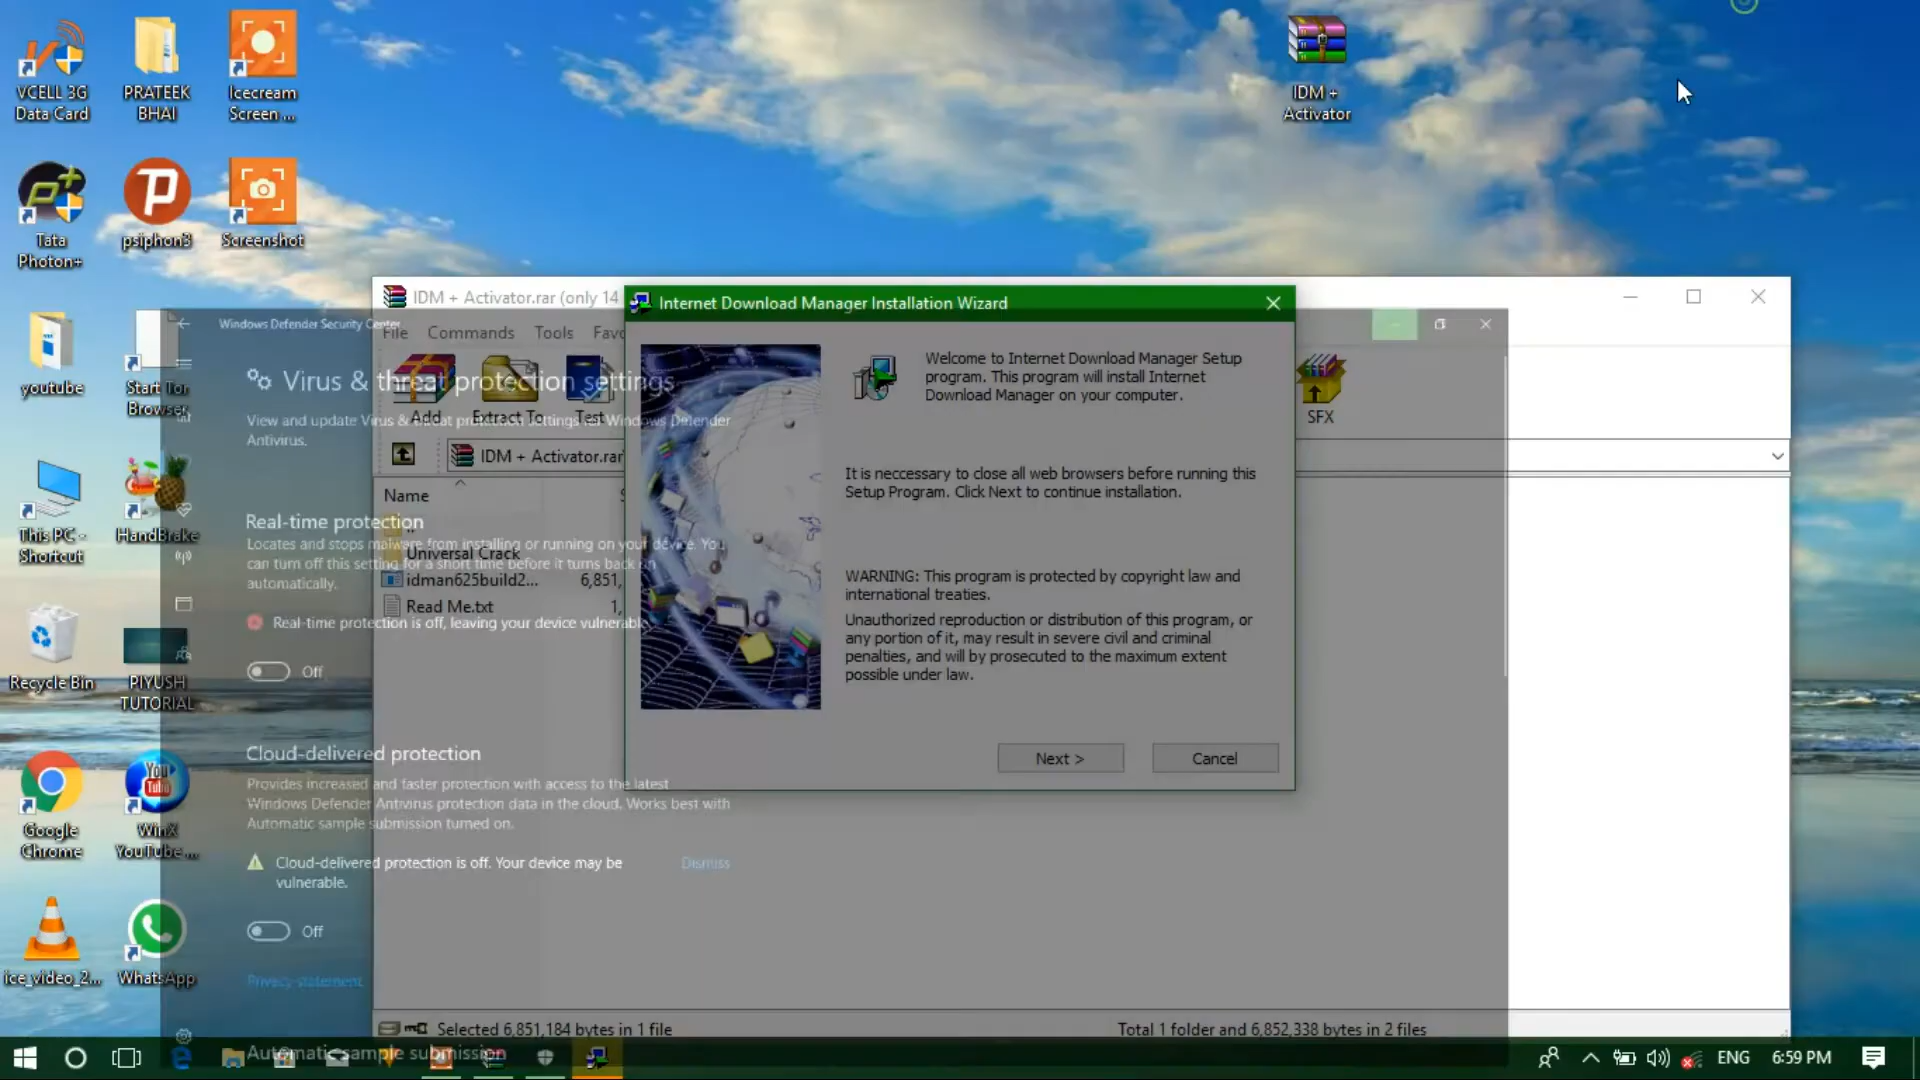 VCELL 3G
Data Card
PRATEEK
BHAI
Icecream
Screen ...
IDM +
Activator
Tata
Photon+
psiphon3
Screenshot
youtube
Start Tor
Browser
This PC -
Shortcut
HandBrake
Recycle Bin
PIYUSH
TUTORIAL
Google
Chrome
You
Tube
WinX
YouTube ...
ice_video_2...
WhatsApp
IDM + Activator.rar (only 14
File Commands Tools Favo
Add
Extract To
Test
SFX
IDM + Activator.rar
Name
..
Universal Crack
idman625build2... 6,851,
Read Me.txt 1,
Selected 6,851,184 bytes in 1 file
Total 1 folder and 6,852,338 bytes in 2 files
Windows Defender Security Center
Virus & threat protection settings
View and update Virus & threat protection settings for Windows Defender
Antivirus.
Real-time protection
Locates and stops malware from installing or running on your device. You
can turn off this setting for a short time before it turns back on
automatically.
Real-time protection is off, leaving your device vulnerable.
Off
Cloud-delivered protection
Provides increased and faster protection with access to the latest
Windows Defender Antivirus protection data in the cloud. Works best with
Automatic sample submission turned on.
Cloud-delivered protection is off. Your device may be
vulnerable.
Dismiss
Off
Privacy statement
Automatic sample submission
Internet Download Manager Installation Wizard
Welcome to Internet Download Manager Setup
program. This program will install Internet
Download Manager on your computer.
It is neccessary to close all web browsers before running this
Setup Program. Click Next to continue installation.
WARNING: This program is protected by copyright law and
international treaties.
Unauthorized reproduction or distribution of this program, or
any portion of it, may result in severe civil and criminal
penalties, and will by prosecuted to the maximum extent
possible under law.
Next >
Cancel
ENG
6:59 PM